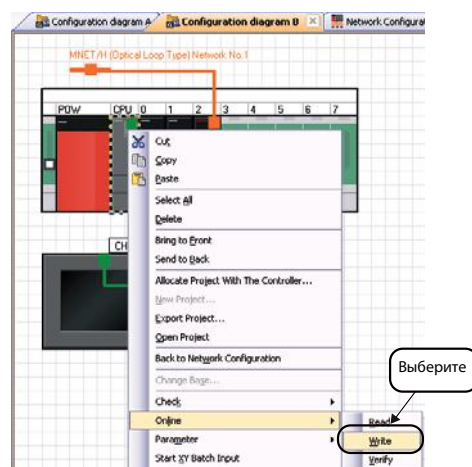 Configuration diagram A
Configuration diagram B
Network Configurat
MNET/H (Optical Loop Type) Network No.1
POW CPU 0 1 2 3 4 5 6 7
Cut
Copy
Paste
Select All
Delete
Bring to Front
Send to Back
CH
Allocate Project With The Controller...
New Project...
Export Project...
Open Project
Back to Network Configuration
Change Base...
Выберите
Check
Online
Read
Parameter
Write
Start XY Batch Input
Verify